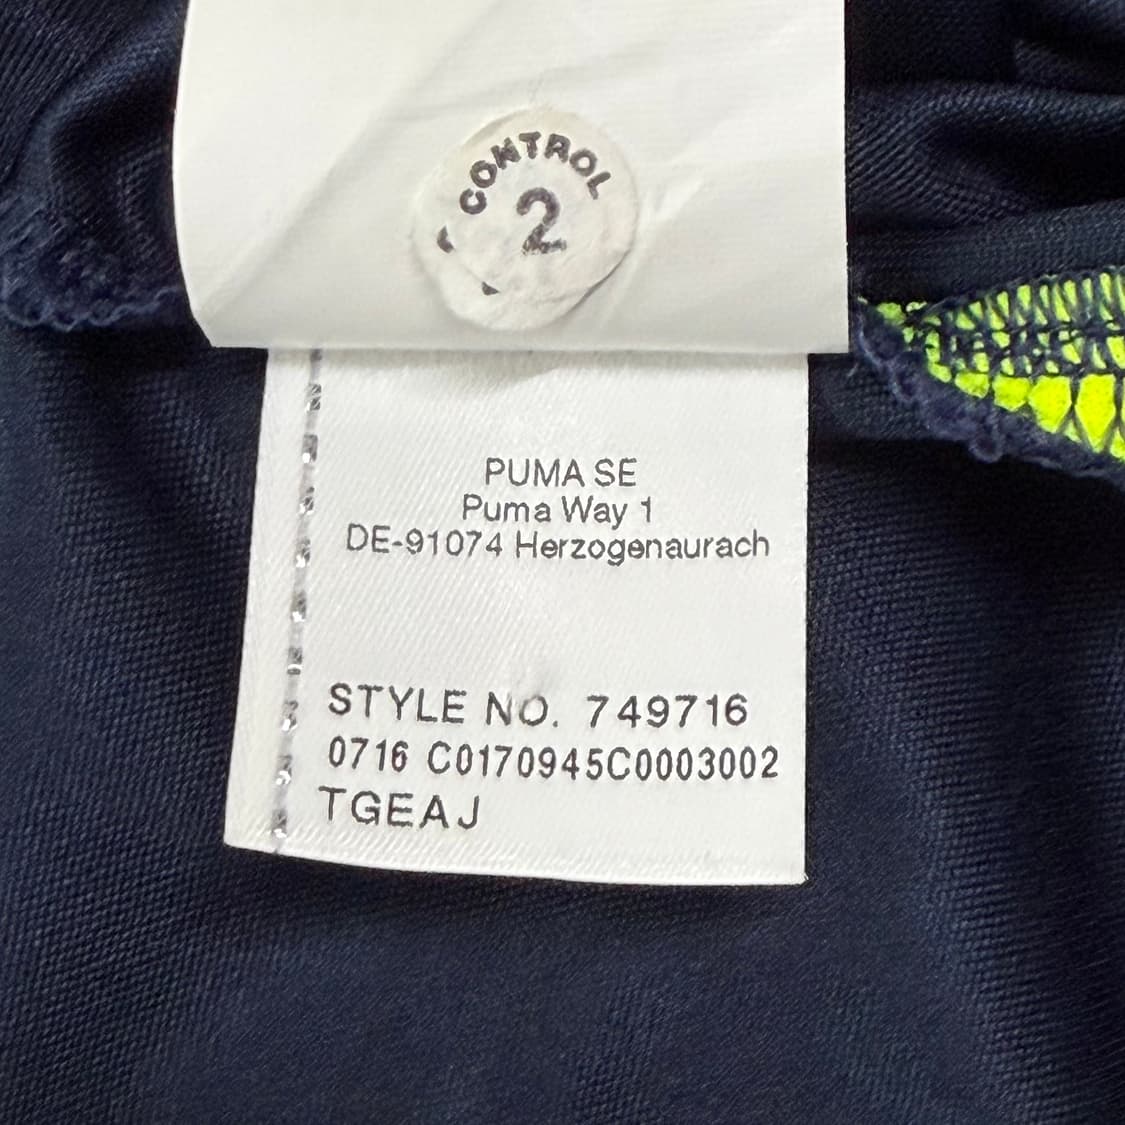 CONTROL
2
PUMA SE
Puma Way 1
DE-91074 Herzogenaurach
STYLE NO. 749716
0716 C0170945C0003002
TGEAJ